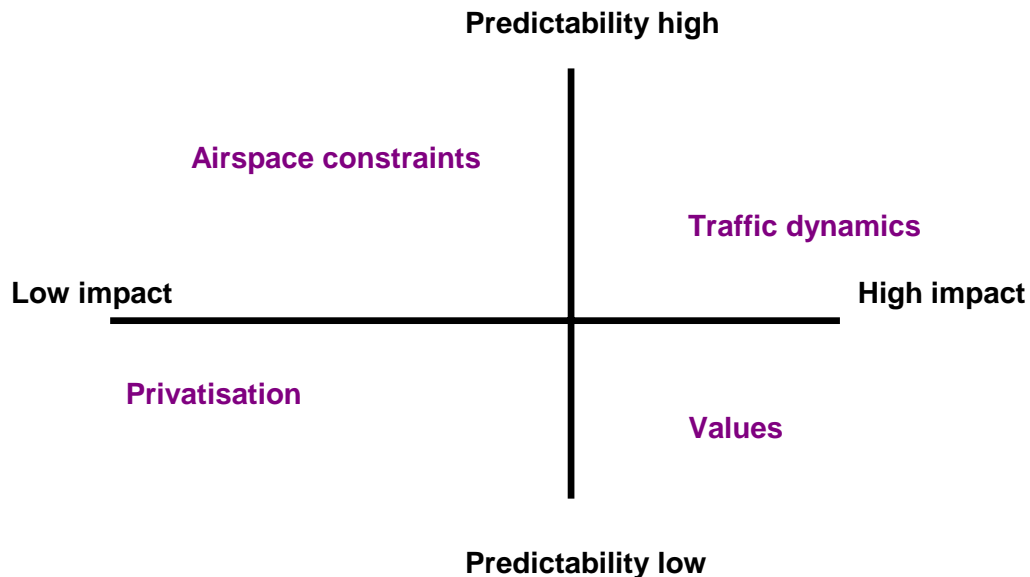 Predictability high
Airspace constraints
Traffic dynamics
Low impact
High impact
Privatisation
Values
Predictability low